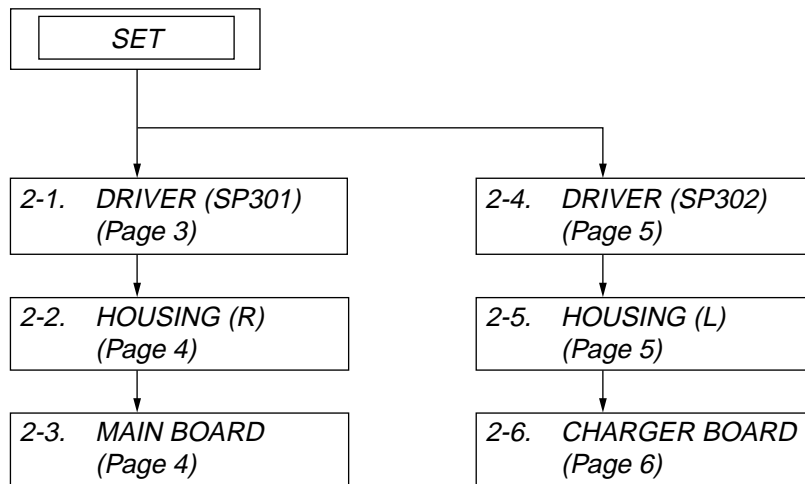 SET
2-1. DRIVER (SP301)
(Page 3)
2-4. DRIVER (SP302)
(Page 5)
2-2. HOUSING (R)
(Page 4)
2-5. HOUSING (L)
(Page 5)
2-3. MAIN BOARD
(Page 4)
2-6. CHARGER BOARD
(Page 6)